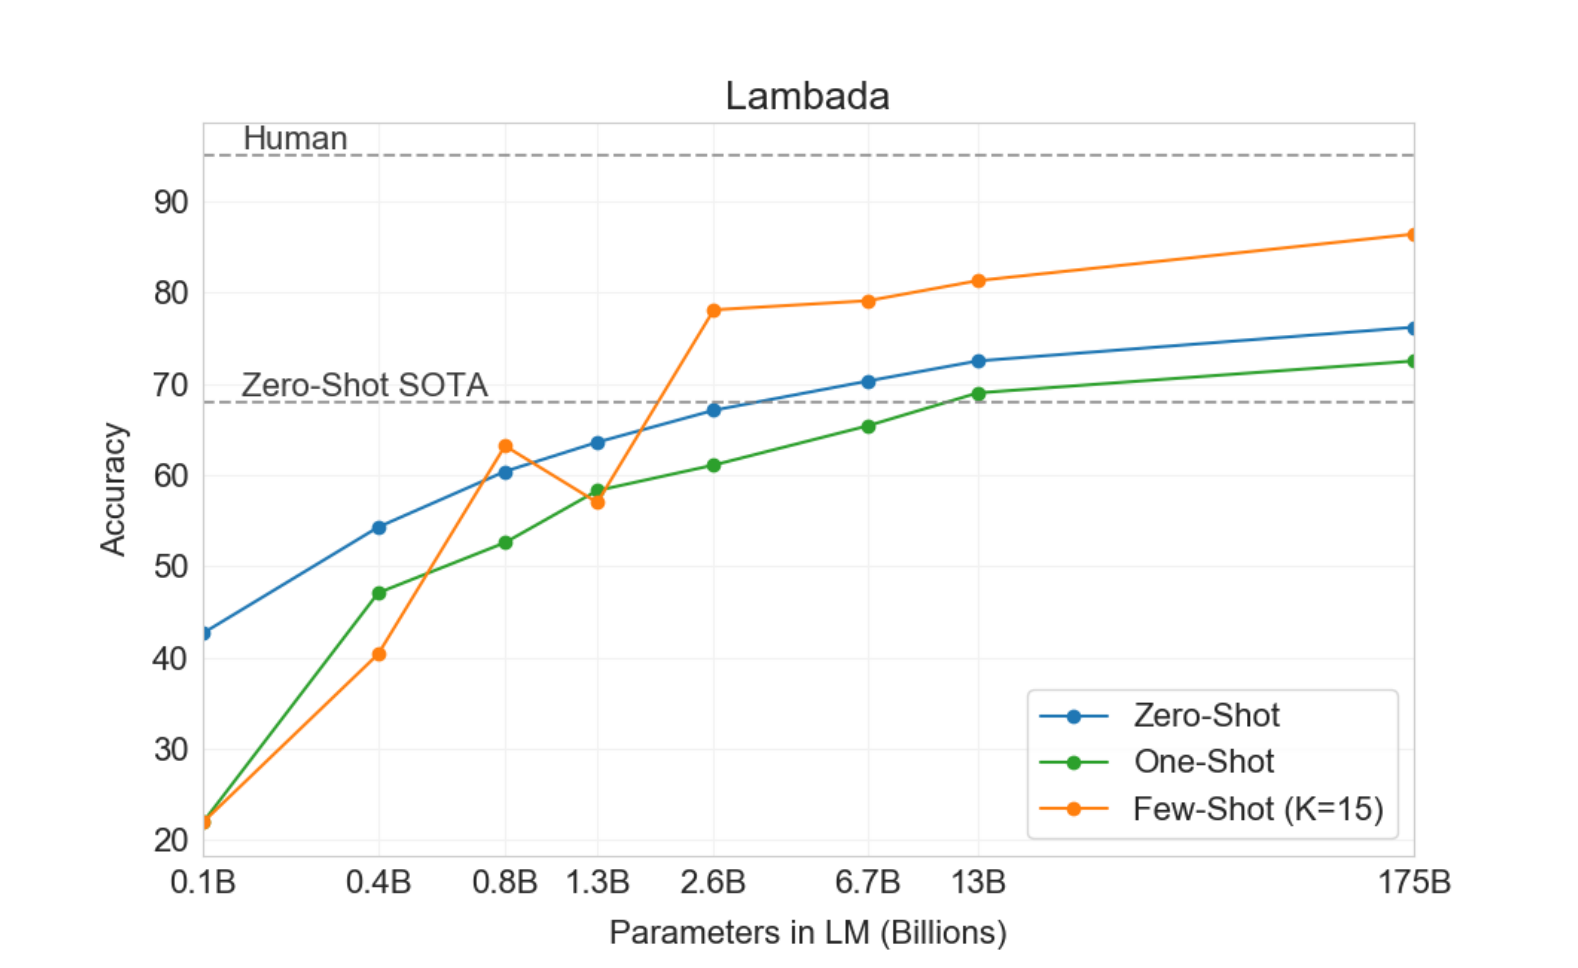 Lambada
Human
90
80
70
Zero-Shot SOTA
60
50
40
30
20
Accuracy
0.1B 0.4B 0.8B 1.3B 2.6B 6.7B 13B 175B
Parameters in LM (Billions)
Zero-Shot
One-Shot
Few-Shot (K=15)